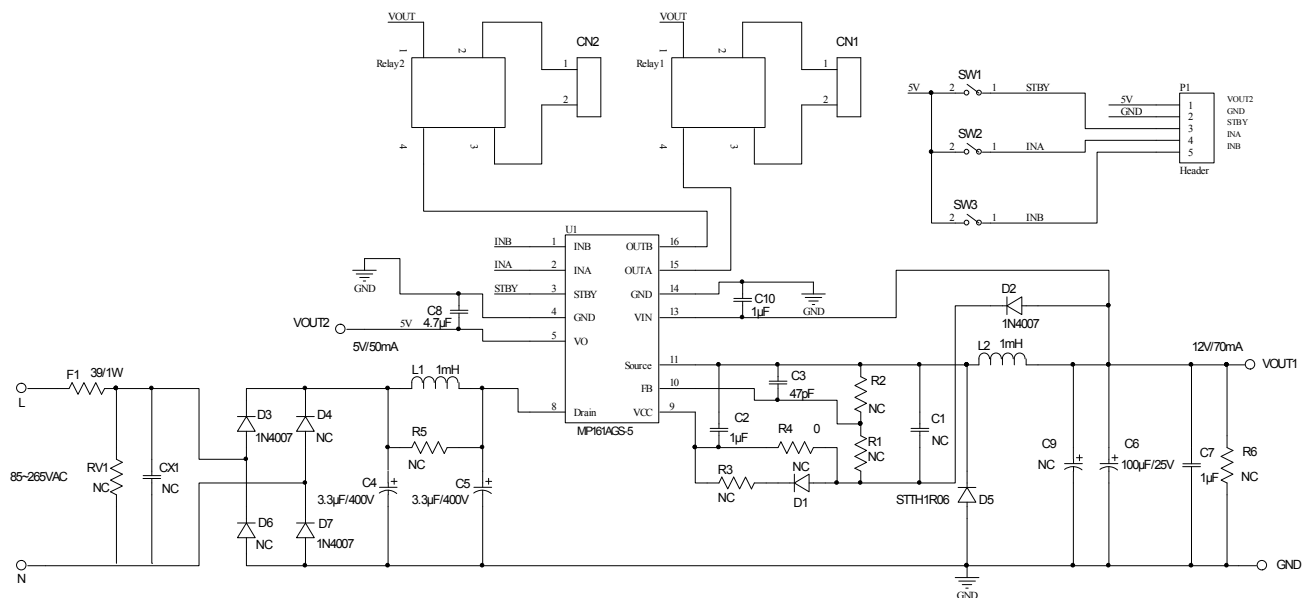 VOUT
1
2
Relay2
4
3
CN2
1
2
VOUT
1
2
Relay1
4
3
CN1
1
2
5V
SW1
2
1
STBY
SW2
2
1
INA
SW3
2
1
INB
P1
5V
1
VOUT2
GND
2
GND
3
STBY
4
INA
5
INB
Header
U1
INB
1
INB
OUTB
16
INA
2
INA
OUTA
15
STBY
3
STBY
GND
14
4
GND
VIN
13
5
VO
Source
11
FB
10
8
Drain
VCC
9
MP161AGS-5
GND
C8
4.7µF
VOUT2
5V
5V/50mA
C10
1µF
GND
D2
1N4007
L2
1mH
12V/70mA
VOUT1
F1
39/1W
L
L1
1mH
D3
1N4007
D4
NC
R5
NC
85~265VAC
RV1
NC
CX1
NC
C4
3.3µF/400V
C5
3.3µF/400V
D6
NC
D7
1N4007
N
C3
47pF
R2
NC
C2
1µF
R4
0
R1
NC
C1
NC
R3
NC
NC
D1
STTH1R06
D5
C9
NC
C6
100µF/25V
C7
1µF
R6
NC
GND
GND